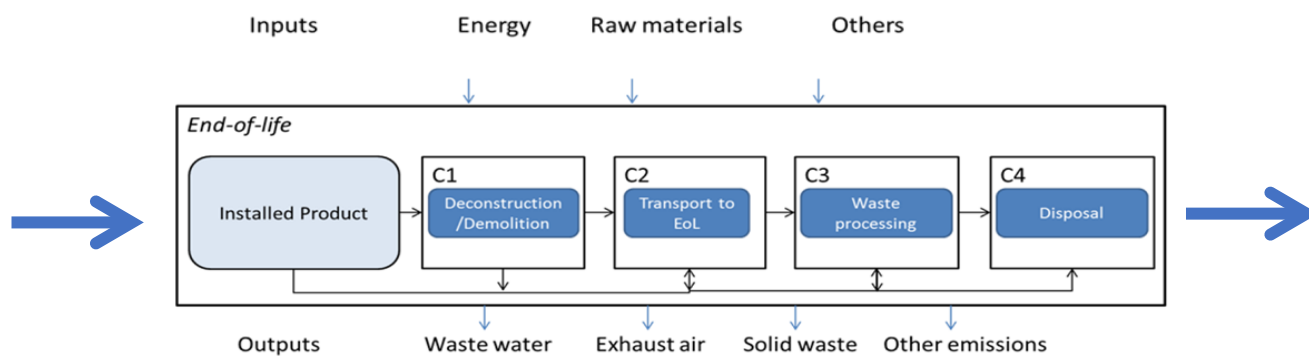 Inputs Energy Raw materials Others
End-of-life
Installed Product
C1
Deconstruction
/Demolition
C2
Transport to
EoL
C3
Waste
processing
C4
Disposal
Outputs Waste water Exhaust air Solid waste Other emissions